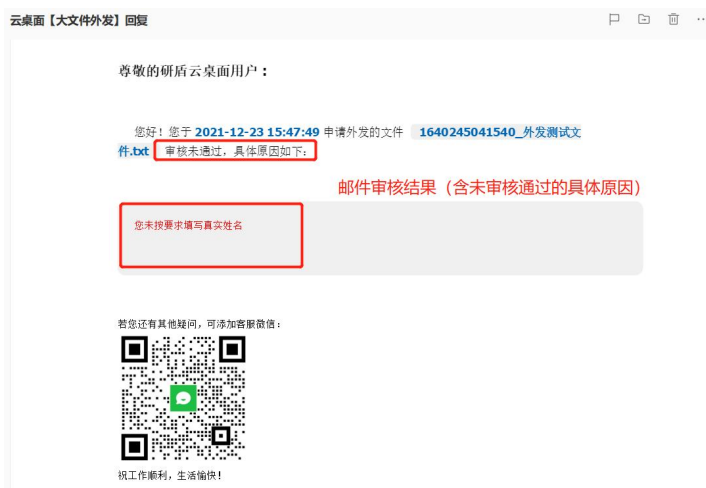 云桌面【大文件外发】回复
尊敬的研盾云桌面用户：
您好！您于 2021-12-23 15:47:49 申请外发的文件 1640245041540_外发测试文
件.txt 审核未通过，具体原因如下：
邮件审核结果（含未审核通过的具体原因）
您未按要求填写真实姓名
若您还有其他疑问，可添加客服微信：
祝工作顺利，生活愉快！